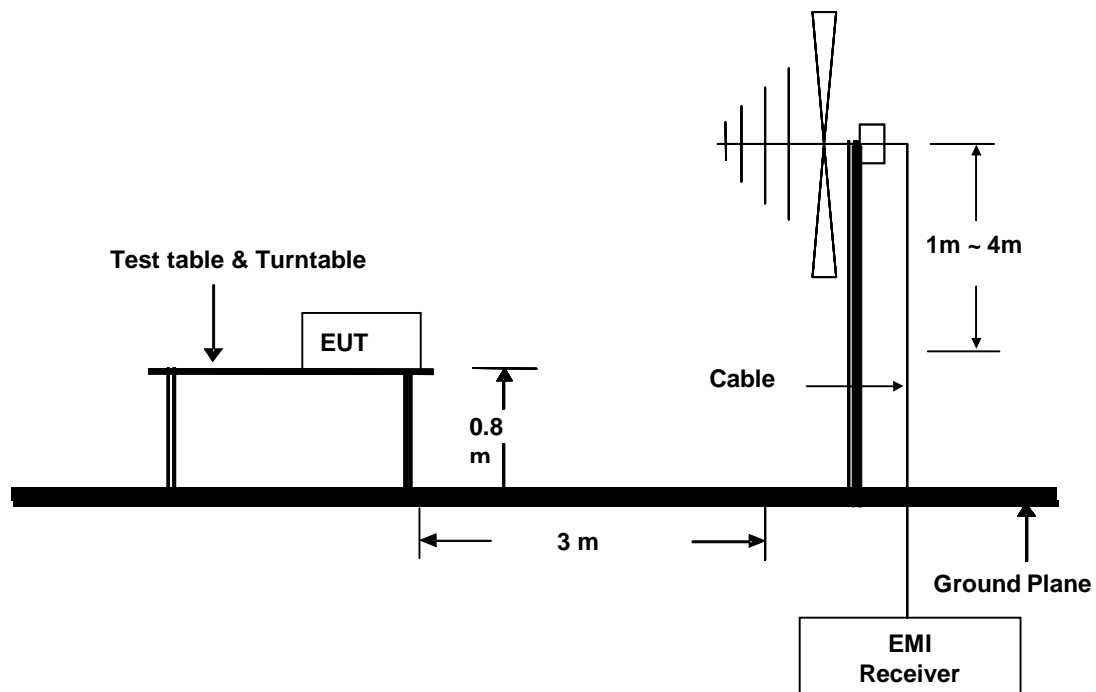 1m ~ 4m
Test table & Turntable
EUT
Cable
0.8
m
3 m
Ground Plane
EMI
Receiver